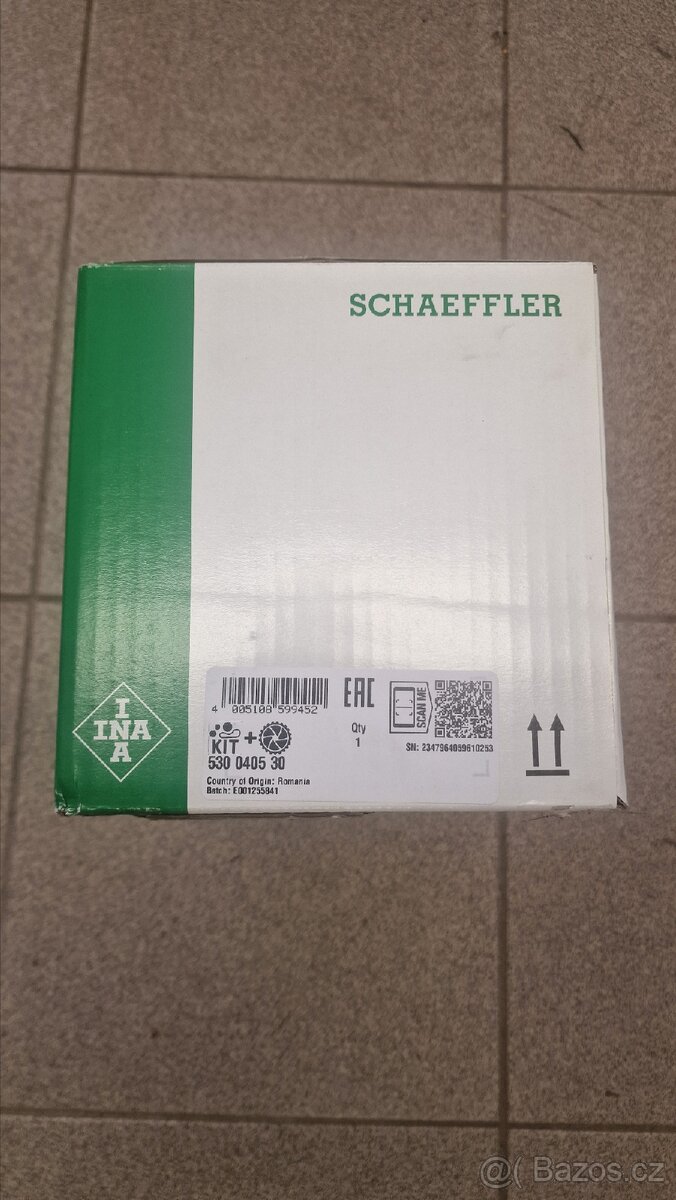 SCHAEFFLER
I
INA
A
4 005108 599452
EAC
Qty
1
SCAN ME
SN: 2347964059610253
KIT +
530 0405 30
Country of Origin: Romania
Batch: E001255841
@( Bazos.cz